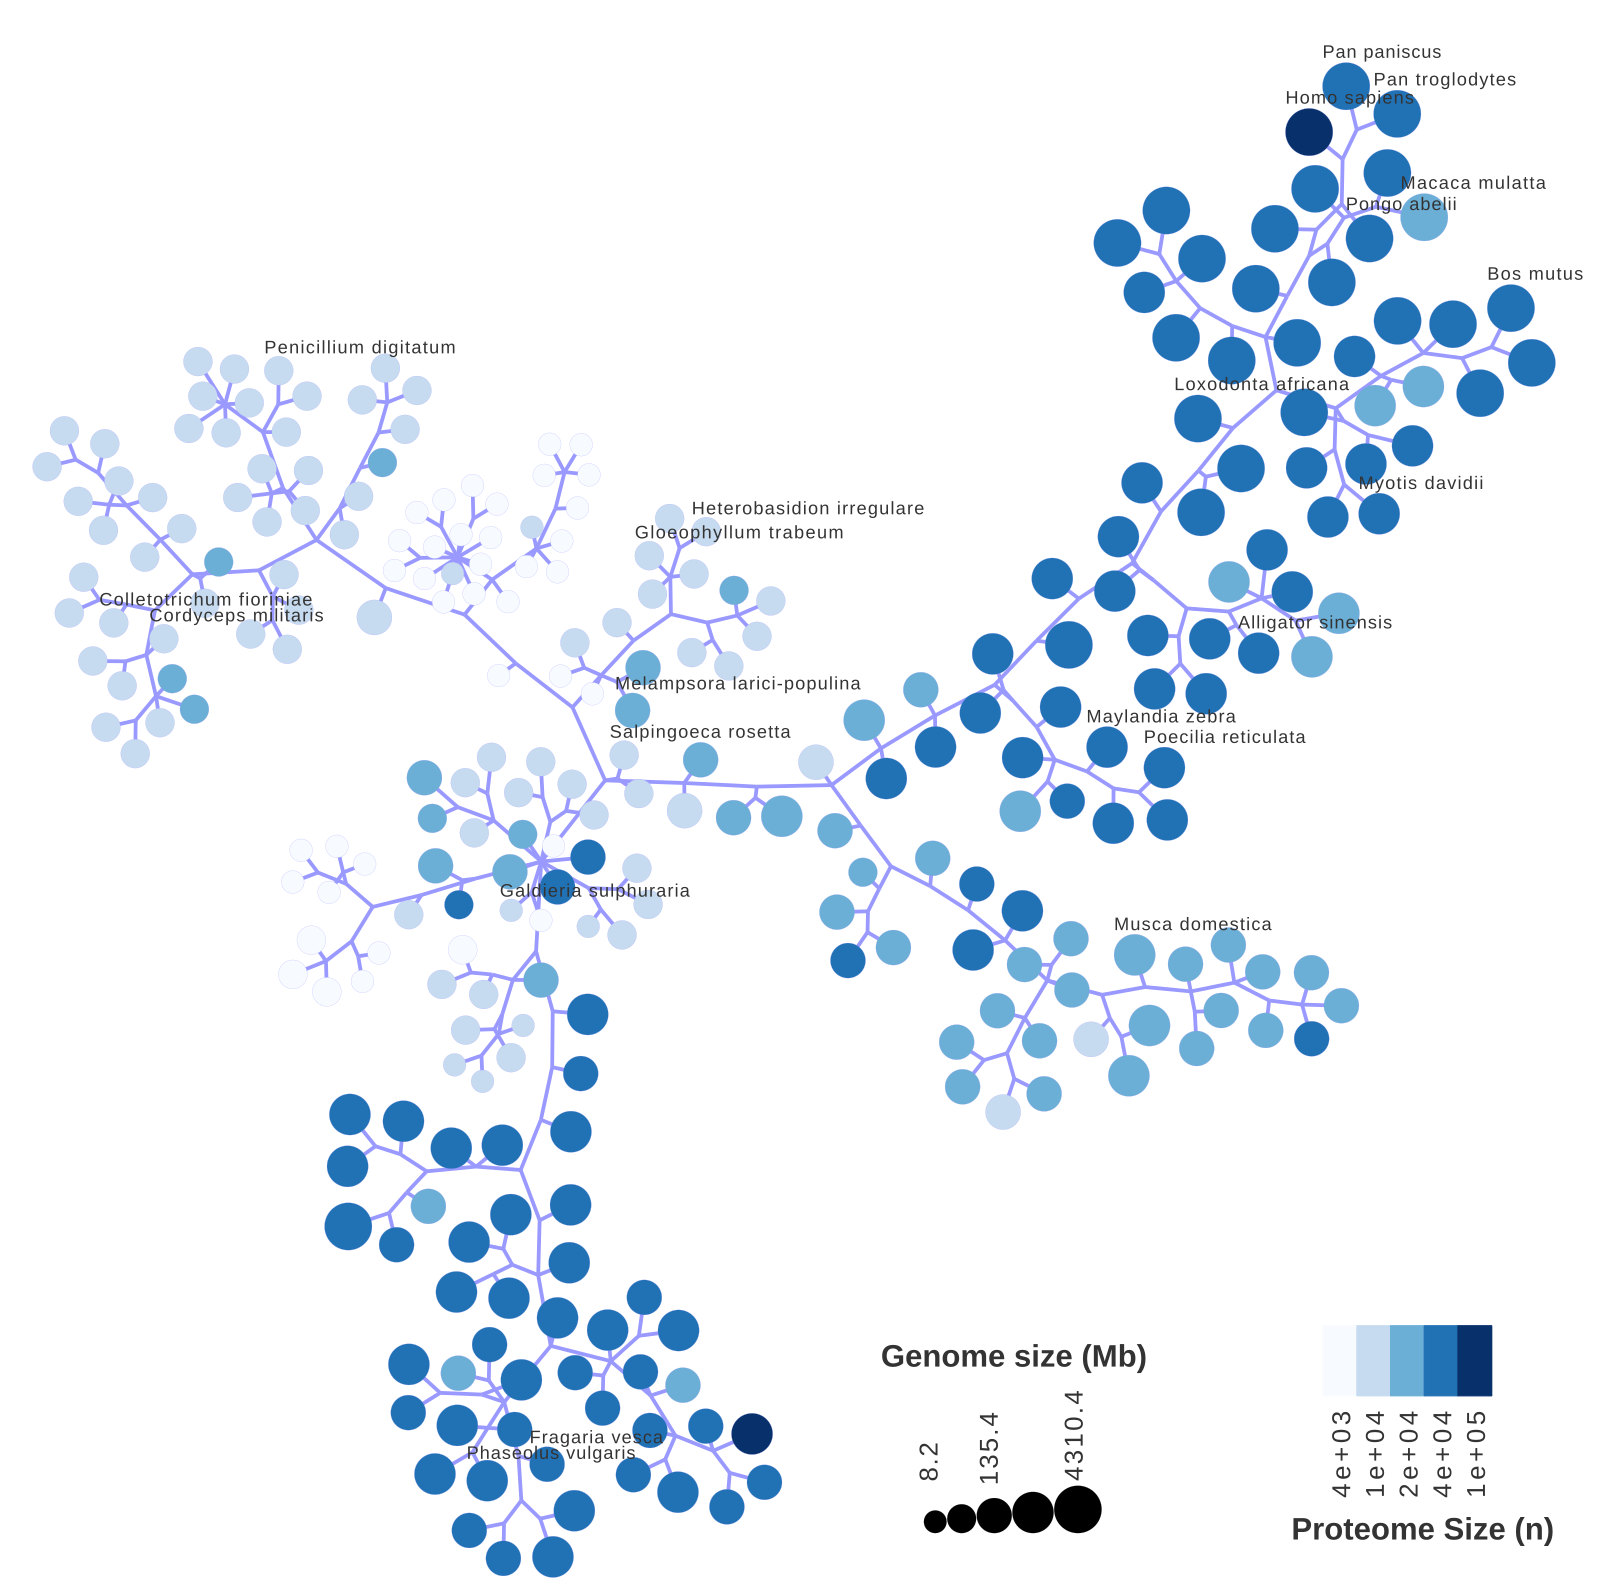 Pan paniscus
Pan troglodytes
Homo sapiens
Macaca mulatta
Pongo abelii
Bos mutus
Penicillium digitatum
Loxodonta africana
Myotis davidii
Heterobasidion irregulare
Gloeophyllum trabeum
Colletotrichum fioriniae
Cordyceps militaris
Alligator sinensis
Melampsora larici-populina
Maylandia zebra
Salpingoeca rosetta
Poecilia reticulata
Galdieria sulphuraria
Musca domestica
Fragaria vesca
Phaseolus vulgaris
Genome size (Mb)
8.2
135.4
4310.4
4e+03
1e+04
2e+04
4e+04
1e+05
Proteome Size (n)